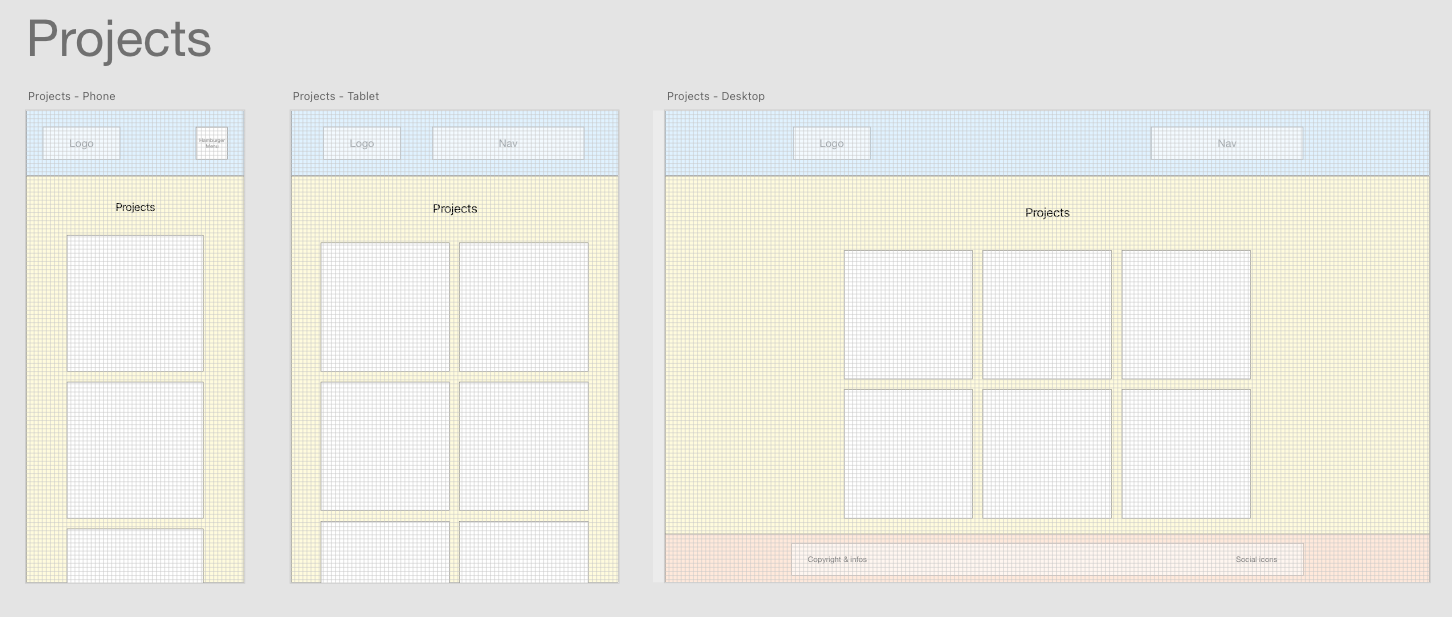 Projects
Projects - Phone
Projects - Tablet
Projects - Desktop
Logo
Hamburger
Menu
Logo
Nav
Logo
Nav
Projects
Projects
Projects
Copyright & infos
Social icons